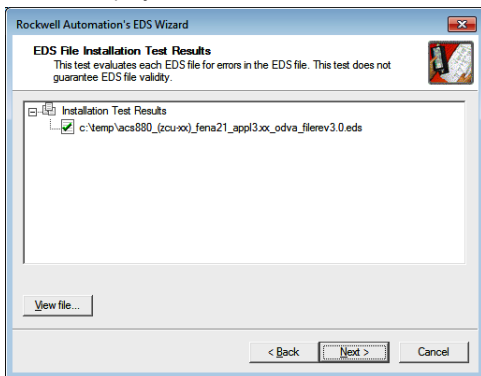 Rockwell Automation's EDS Wizard
EDS File Installation Test Results
This test evaluates each EDS file for errors in the EDS file. This test does not
guarantee EDS file validity.
Installation Test Results
c:\temp\acs880_(zcu-xx)_fena21_appl3.xx_odva_filerev3.0.eds
View file...
< Back
Next >
Cancel